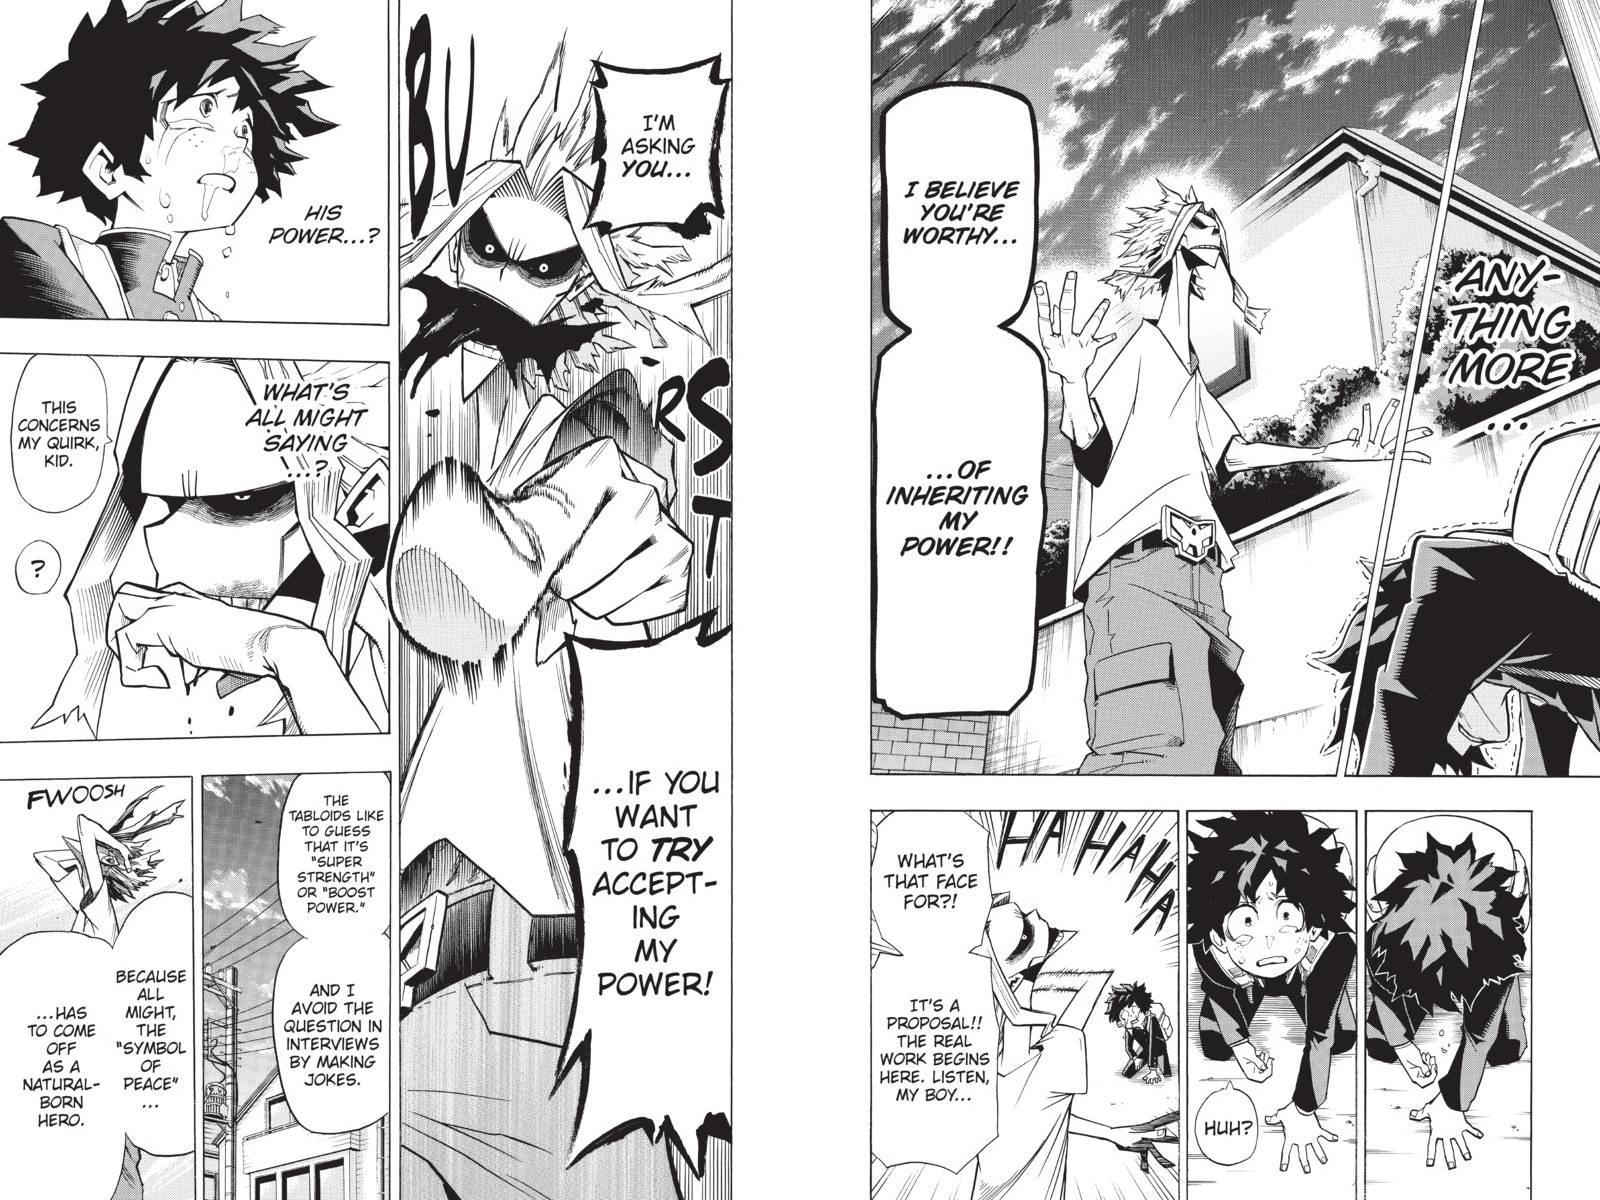 ANY-
THING
MORE
...
I BELIEVE
YOU'RE
WORTHY...
...OF
INHERITING
MY
POWER!!
HUH?
HA HA HA HA
WHAT'S
THAT FACE
FOR?!
IT'S A
PROPOSAL!!
THE REAL
WORK BEGINS
HERE. LISTEN,
MY BOY...
I'M
ASKING
YOU...
BU
RS
T
...IF YOU
WANT
TO TRY
ACCEPT-
ING
MY
POWER!
HIS
POWER...?
WHAT'S
ALL MIGHT
SAYING
...?
THIS
CONCERNS
MY QUIRK,
KID.
?
THE
TABLOIDS LIKE
TO GUESS
THAT IT'S
"SUPER
STRENGTH"
OR "BOOST
POWER."
AND I
AVOID THE
QUESTION IN
INTERVIEWS
BY MAKING
JOKES.
FWOOSH
BECAUSE
ALL
MIGHT,
THE
"SYMBOL
OF
PEACE"
...
...HAS
TO COME
OFF
AS A
NATURAL-
BORN
HERO.